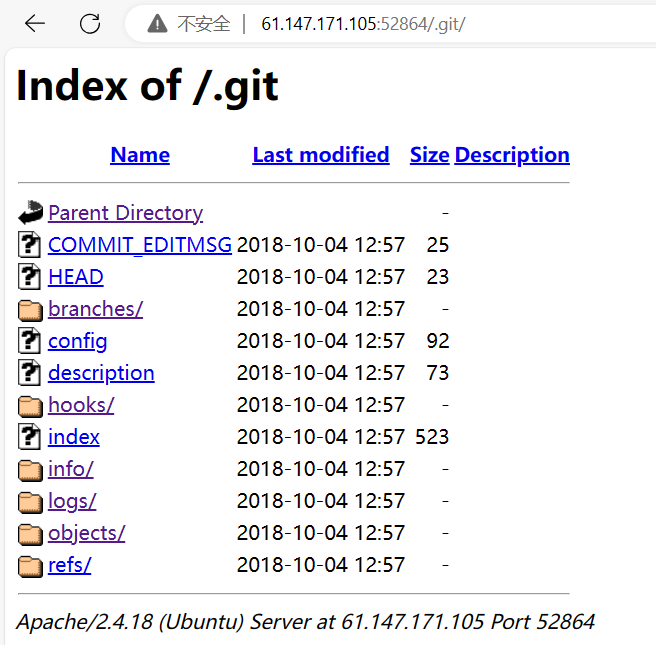 不安全 | 61.147.171.105:52864/.git/
Index of /.git
Name Last modified Size Description
Parent Directory -
COMMIT_EDITMSG 2018-10-04 12:57 25
HEAD 2018-10-04 12:57 23
branches/ 2018-10-04 12:57 -
config 2018-10-04 12:57 92
description 2018-10-04 12:57 73
hooks/ 2018-10-04 12:57 -
index 2018-10-04 12:57 523
info/ 2018-10-04 12:57 -
logs/ 2018-10-04 12:57 -
objects/ 2018-10-04 12:57 -
refs/ 2018-10-04 12:57 -
Apache/2.4.18 (Ubuntu) Server at 61.147.171.105 Port 52864